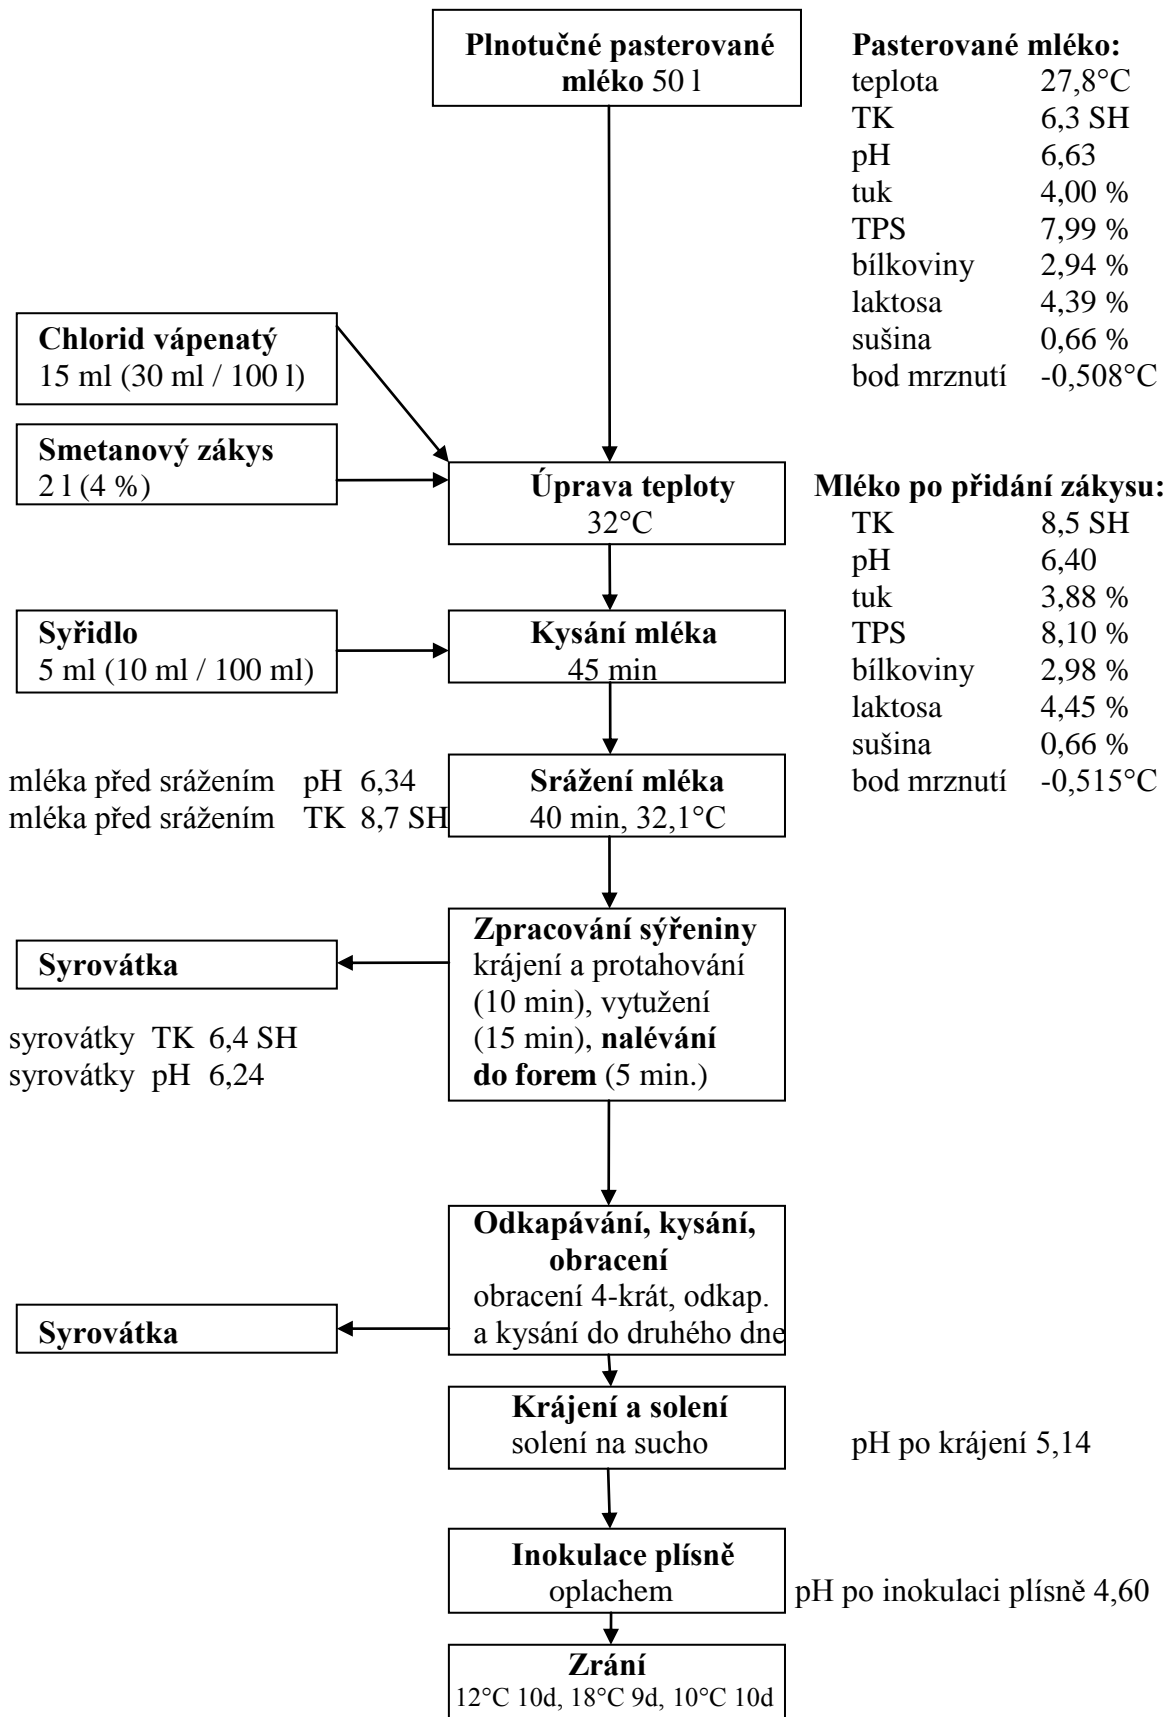 Plnotučné pasterované
mléko 50 l
Pasterované mléko:
teplota 27,8°C
TK 6,3 SH
pH 6,63
tuk 4,00 %
TPS 7,99 %
bílkoviny 2,94 %
laktosa 4,39 %
sušina 0,66 %
bod mrznutí -0,508°C
Chlorid vápenatý
15 ml (30 ml / 100 l)
Smetanový zákys
2 l (4 %)
Úprava teploty
32°C
Mléko po přidání zákysu:
TK 8,5 SH
pH 6,40
tuk 3,88 %
TPS 8,10 %
bílkoviny 2,98 %
laktosa 4,45 %
sušina 0,66 %
bod mrznutí -0,515°C
Syřidlo
5 ml (10 ml / 100 ml)
Kysání mléka
45 min
mléka před srážením pH 6,34
mléka před srážením TK 8,7 SH
Srážení mléka
40 min, 32,1°C
Zpracování sýřeniny
krájení a protahování
(10 min), vytužení
(15 min), nalévání
do forem (5 min.)
Syrovátka
syrovátky TK 6,4 SH
syrovátky pH 6,24
Odkapávání, kysání,
obracení
obracení 4-krát, odkap.
a kysání do druhého dne
Syrovátka
Krájení a solení
solení na sucho
pH po krájení 5,14
Inokulace plísně
oplachem
pH po inokulaci plísně 4,60
Zrání
12°C 10d, 18°C 9d, 10°C 10d